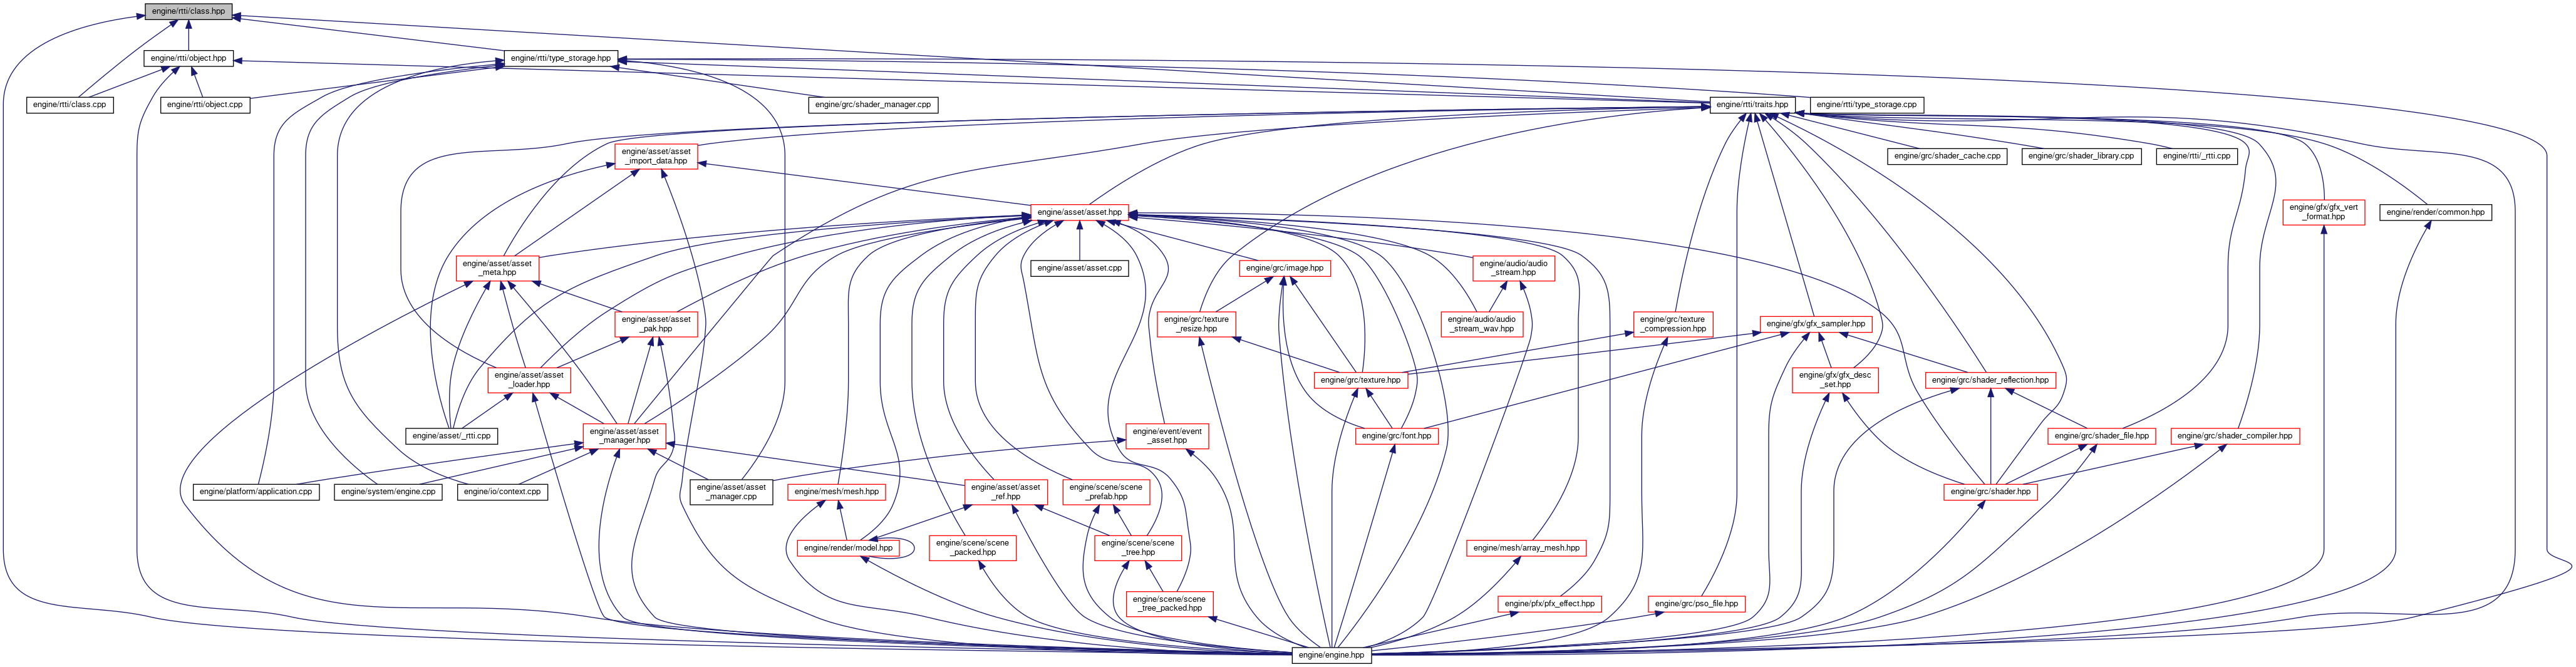 engine/rtti/class.hpp
engine/rtti/object.hpp
engine/rtti/type_storage.hpp
engine/rtti/class.cpp
engine/rtti/object.cpp
engine/grc/shader_manager.cpp
engine/rtti/traits.hpp
engine/rtti/type_storage.cpp
engine/asset/asset
_import_data.hpp
engine/grc/shader_cache.cpp
engine/grc/shader_library.cpp
engine/rtti/_rtti.cpp
engine/asset/asset.hpp
engine/gfx/gfx_vert
_format.hpp
engine/render/common.hpp
engine/asset/asset
_meta.hpp
engine/asset/asset.cpp
engine/grc/image.hpp
engine/audio/audio
_stream.hpp
engine/asset/asset
_pak.hpp
engine/grc/texture
_resize.hpp
engine/audio/audio
_stream_wav.hpp
engine/grc/texture
_compression.hpp
engine/gfx/gfx_sampler.hpp
engine/asset/asset
_loader.hpp
engine/grc/texture.hpp
engine/gfx/gfx_desc
_set.hpp
engine/grc/shader_reflection.hpp
engine/asset/_rtti.cpp
engine/asset/asset
_manager.hpp
engine/event/event
_asset.hpp
engine/grc/font.hpp
engine/grc/shader_file.hpp
engine/grc/shader_compiler.hpp
engine/platform/application.cpp
engine/system/engine.cpp
engine/io/context.cpp
engine/asset/asset
_manager.cpp
engine/mesh/mesh.hpp
engine/asset/asset
_ref.hpp
engine/scene/scene
_prefab.hpp
engine/grc/shader.hpp
engine/render/model.hpp
engine/scene/scene
_packed.hpp
engine/scene/scene
_tree.hpp
engine/mesh/array_mesh.hpp
engine/scene/scene
_tree_packed.hpp
engine/pfx/pfx_effect.hpp
engine/grc/pso_file.hpp
engine/engine.hpp